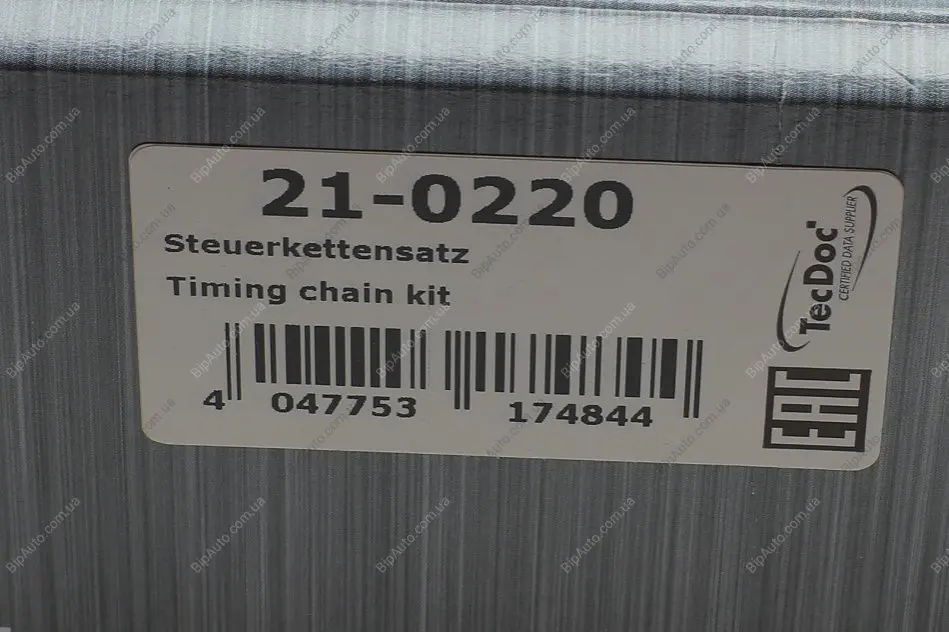 21-0220
Steuerkettensatz
Timing chain kit
4 047753 174844
TecDoc
CERTIFIED DATA SUPPLIER
EAC
BipAuto.com.ua